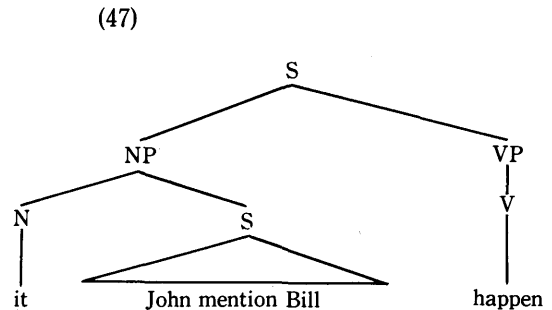 (47)
S
NP VP
N S V
it John mention Bill happen